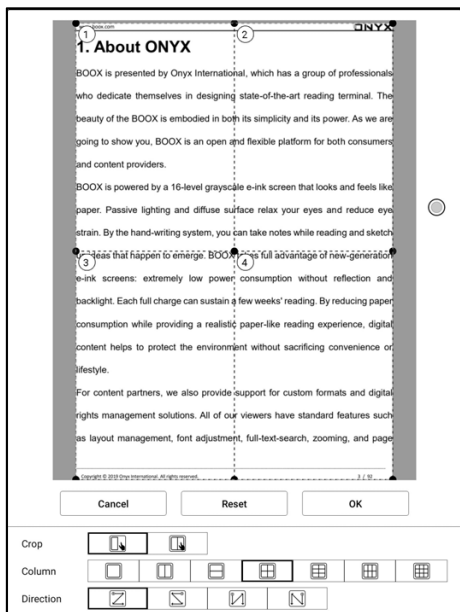 www.boox.com
ONYX
1
2
1. About ONYX
BOOX is presented by Onyx International, which has a group of professionals
who dedicate themselves in designing state-of-the-art reading terminal. The
beauty of the BOOX is embodied in both its simplicity and its power. As we are
going to show you, BOOX is an open and flexible platform for both consumers
and content providers.
BOOX is powered by a 16-level grayscale e-ink screen that looks and feels like
paper. Passive lighting and diffuse surface relax your eyes and reduce eye
strain. By the hand-writing system, you can take notes while reading and sketch
3
4
ideas that happen to emerge. BOOX full advantage of new-generation
e-ink screens: extremely low power consumption without reflection and
backlight. Each full charge can sustain a few weeks' reading. By reducing paper
consumption while providing a realistic paper-like reading experience, digital
content helps to protect the environment without sacrificing convenience or
lifestyle.
For content partners, we also provide support for custom formats and digital
rights management solutions. All of our viewers have standard features such
as layout management, font adjustment, full-text-search, zooming, and page
Copyright © 2019 Onyx International. All rights reserved.
3 / 92
Cancel
Reset
OK
Crop
Column
Direction